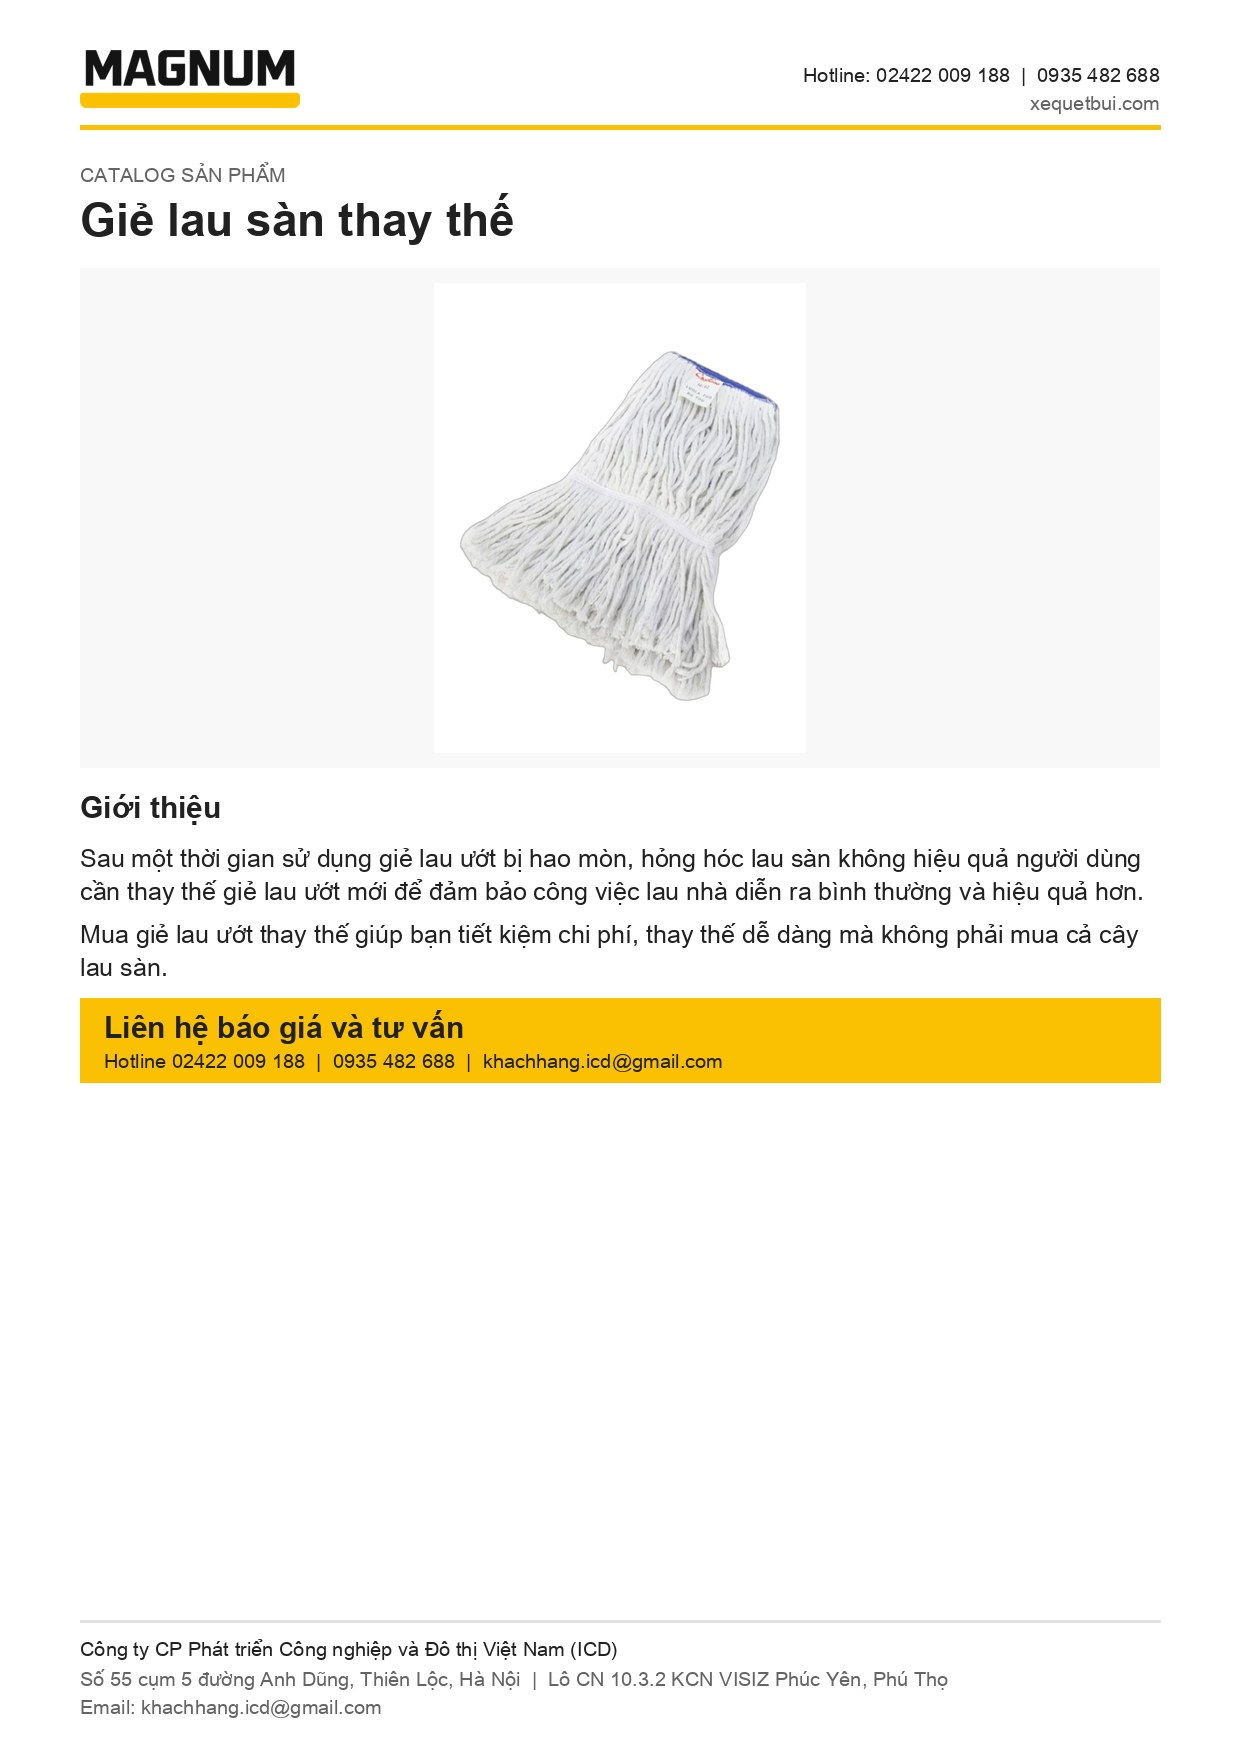 MAGNUM
Hotline: 02422 009 188 | 0935 482 688
xequetbui.com
CATALOG SẢN PHẨM
Giẻ lau sàn thay thế
Giới thiệu
Sau một thời gian sử dụng giẻ lau ướt bị hao mòn, hỏng hóc lau sàn không hiệu quả người dùng
cần thay thế giẻ lau ướt mới để đảm bảo công việc lau nhà diễn ra bình thường và hiệu quả hơn.
Mua giẻ lau ướt thay thế giúp bạn tiết kiệm chi phí, thay thế dễ dàng mà không phải mua cả cây
lau sàn.
Liên hệ báo giá và tư vấn
Hotline 02422 009 188 | 0935 482 688 | khachhang.icd@gmail.com
Công ty CP Phát triển Công nghiệp và Đô thị Việt Nam (ICD)
Số 55 cụm 5 đường Anh Dũng, Thiên Lộc, Hà Nội | Lô CN 10.3.2 KCN VISIZ Phúc Yên, Phú Thọ
Email: khachhang.icd@gmail.com